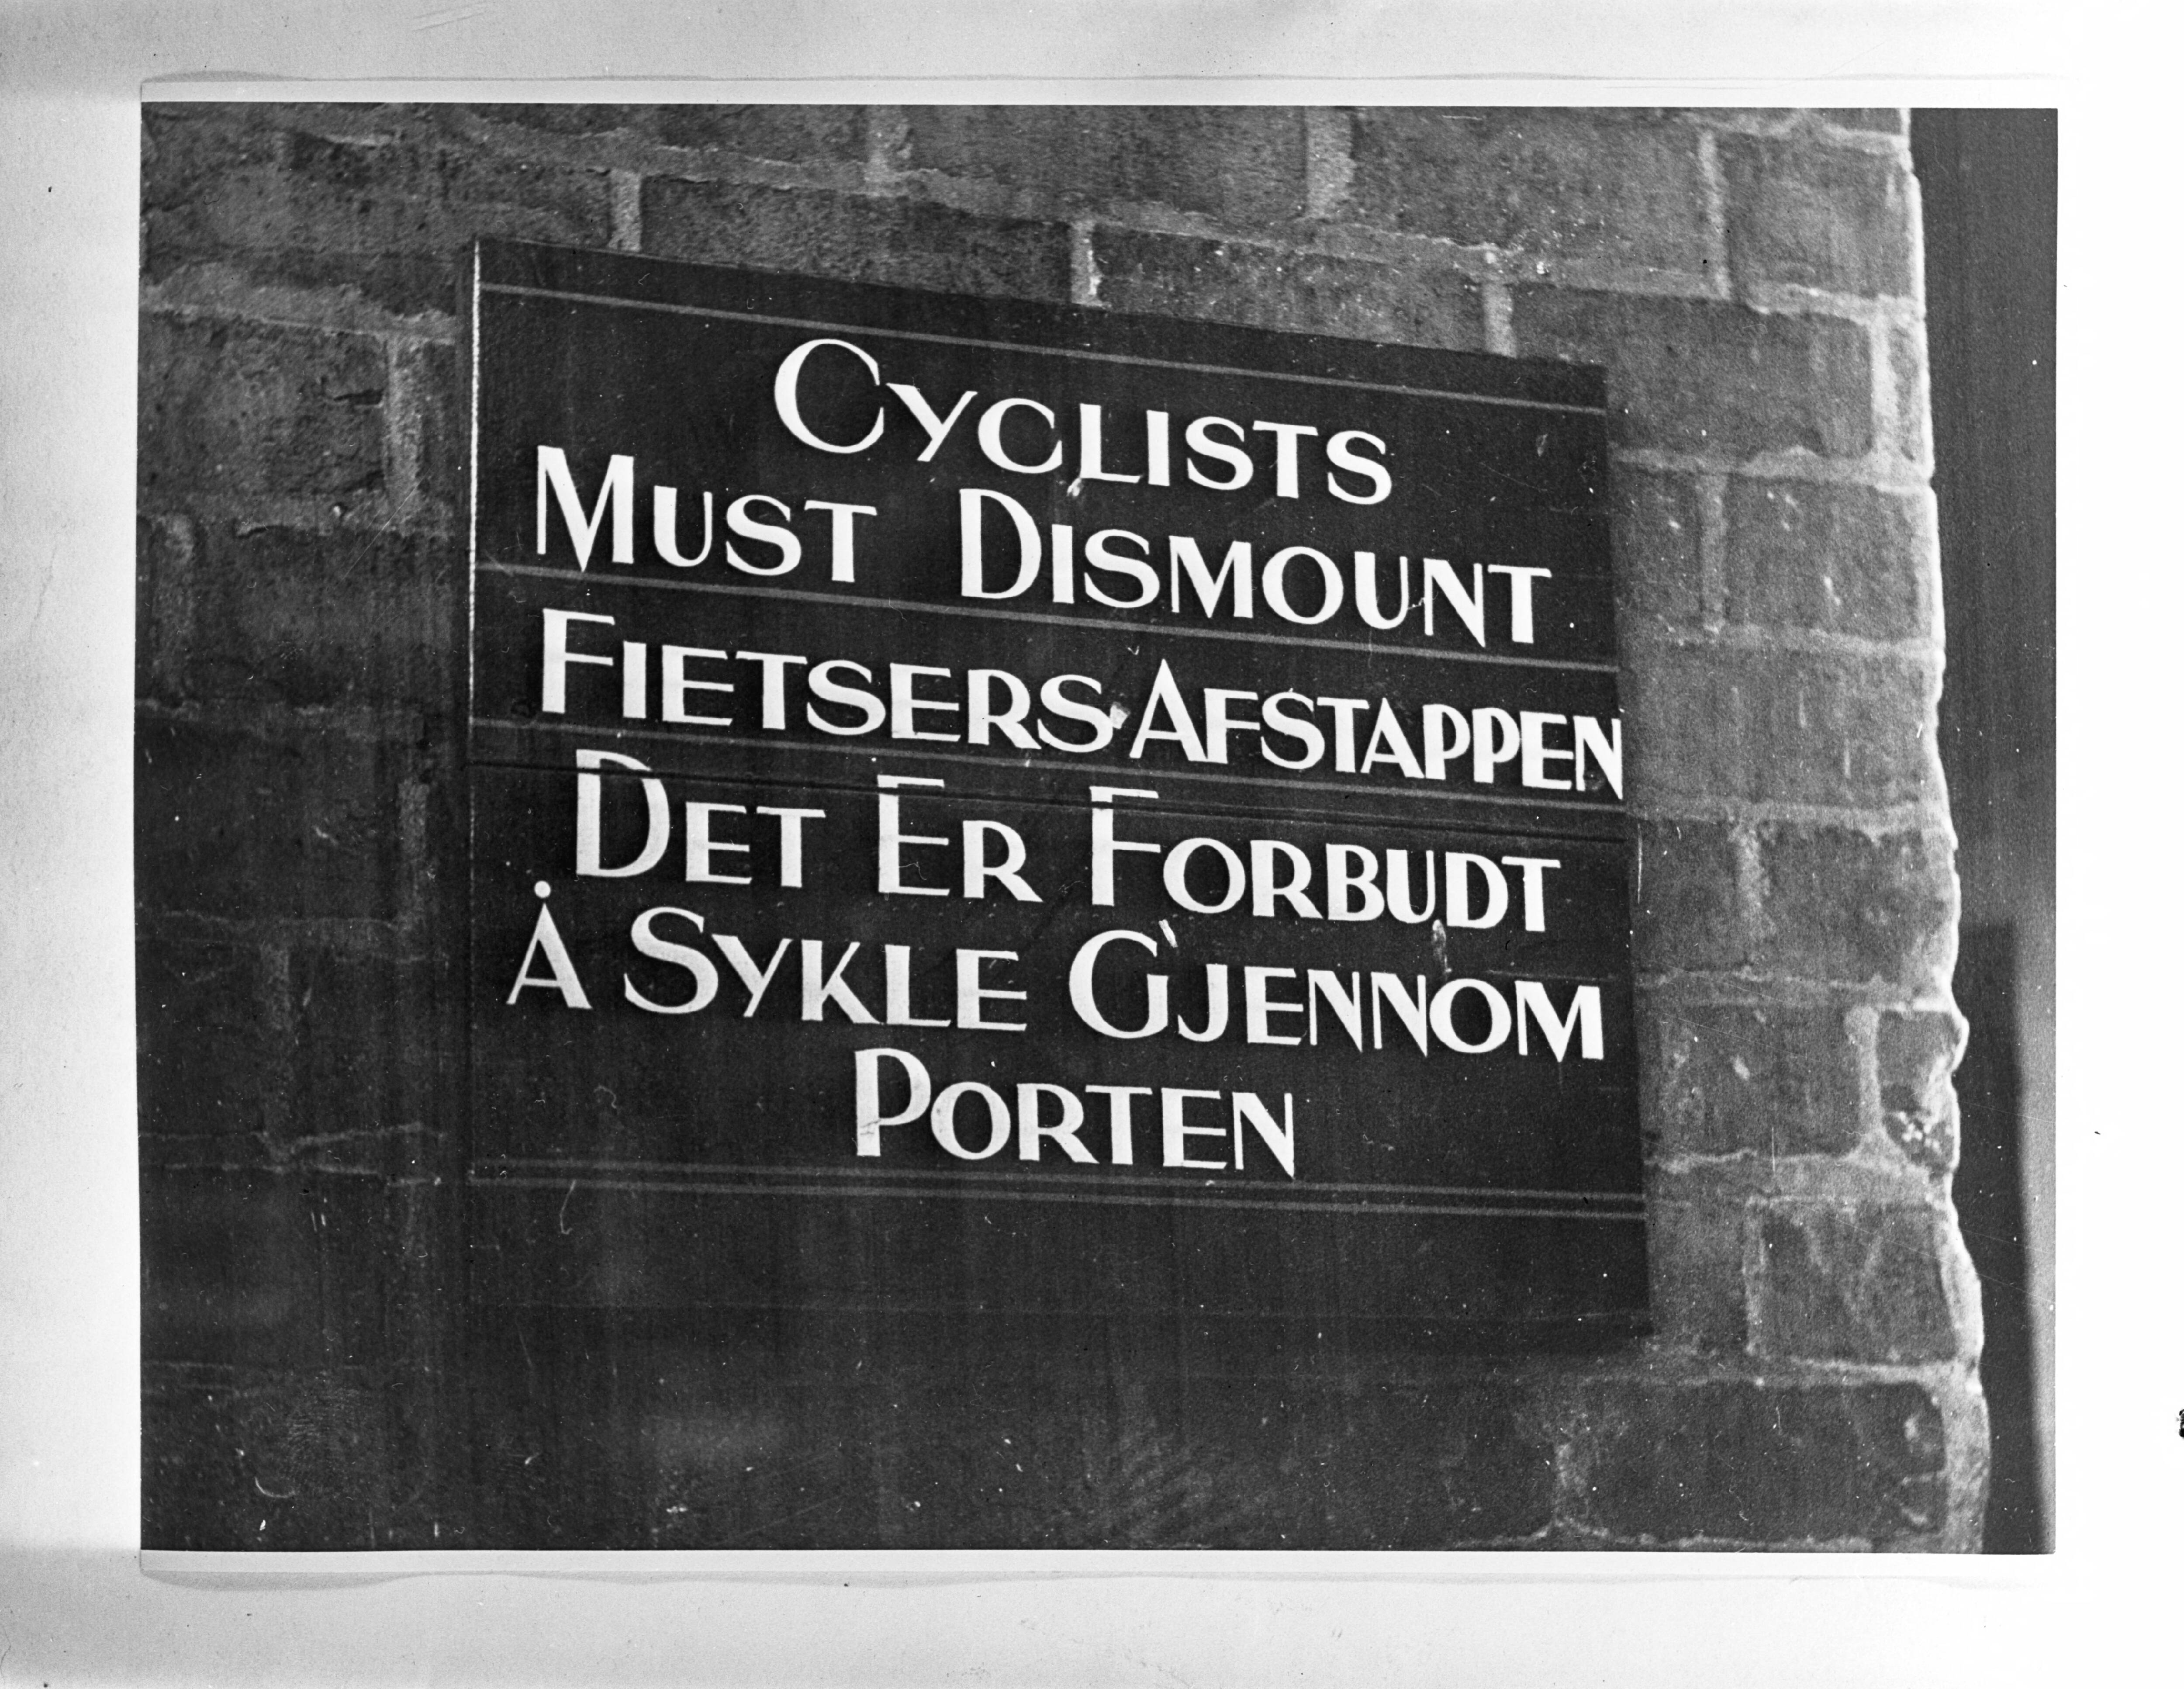 CYCLISTS
MUST DISMOUNT
FIETSERS AFSTAPPEN
DET ER FORBUDT
Å SYKLE GJENNOM
PORTEN